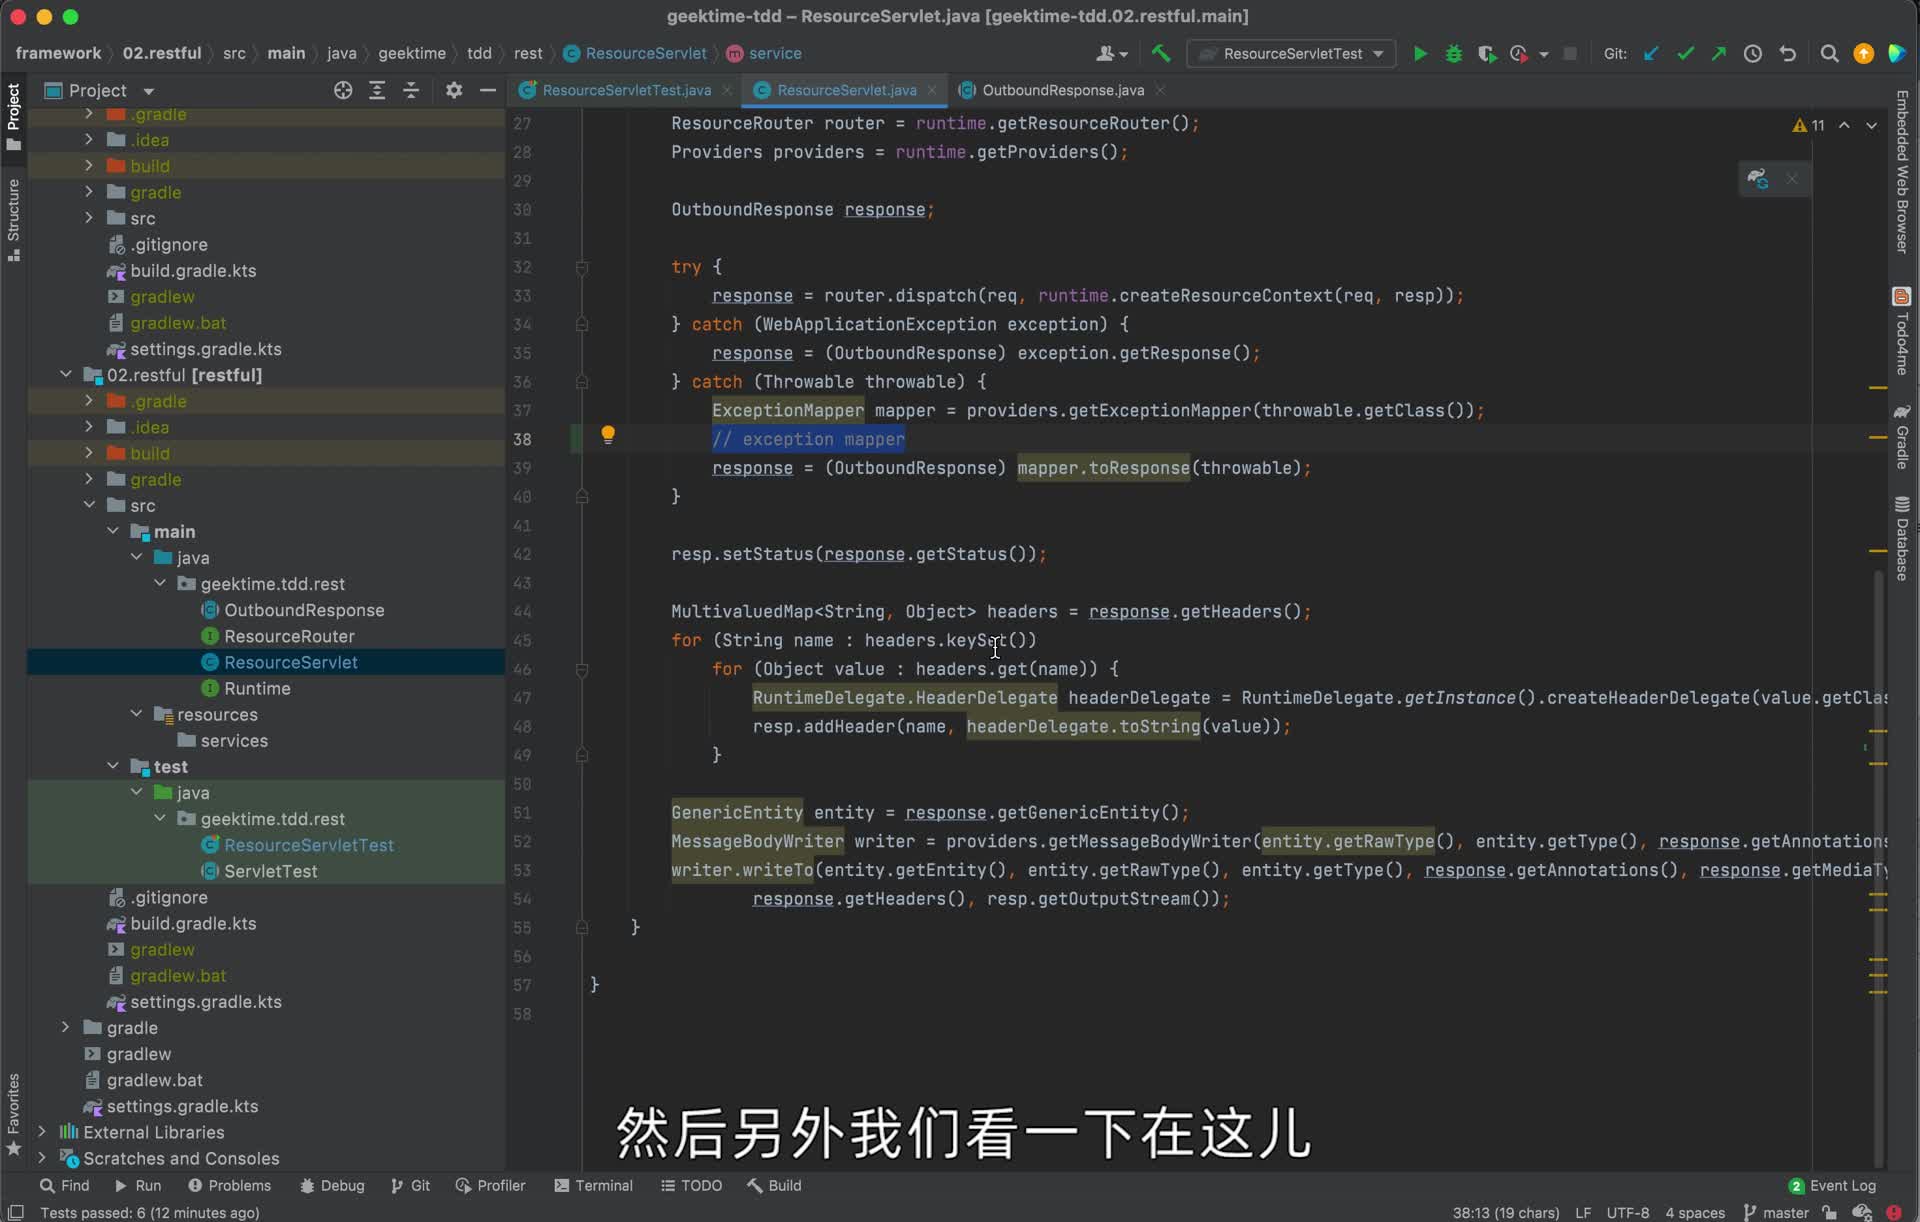 geektime-tdd – ResourceServlet.java [geektime-tdd.02.restful.main]
framework 02.restful src main java geektime tdd rest ResourceServlet service ResourceServletTest Git:
Project
Project
Structure
Favorites
.gradle
.idea
build
gradle
src
.gitignore
build.gradle.kts
gradlew
gradlew.bat
settings.gradle.kts
02.restful [restful]
.gradle
.idea
build
gradle
src
main
java
geektime.tdd.rest
OutboundResponse
ResourceRouter
ResourceServlet
Runtime
resources
services
test
java
geektime.tdd.rest
ResourceServletTest
ServletTest
.gitignore
build.gradle.kts
gradlew
gradlew.bat
settings.gradle.kts
gradle
gradlew
gradlew.bat
settings.gradle.kts
External Libraries
Scratches and Consoles
ResourceServletTest.java ResourceServlet.java OutboundResponse.java
11
27 ResourceRouter router = runtime.getResourceRouter();
28 Providers providers = runtime.getProviders();
29
30 OutboundResponse response;
31
32 try {
33 response = router.dispatch(req, runtime.createResourceContext(req, resp));
34 } catch (WebApplicationException exception) {
35 response = (OutboundResponse) exception.getResponse();
36 } catch (Throwable throwable) {
37 ExceptionMapper mapper = providers.getExceptionMapper(throwable.getClass());
38 // exception mapper
39 response = (OutboundResponse) mapper.toResponse(throwable);
40 }
41
42 resp.setStatus(response.getStatus());
43
44 MultivaluedMap<String, Object> headers = response.getHeaders();
45 for (String name : headers.keySet())
46 for (Object value : headers.get(name)) {
47 RuntimeDelegate.HeaderDelegate headerDelegate = RuntimeDelegate.getInstance().createHeaderDelegate(value.getClas
48 resp.addHeader(name, headerDelegate.toString(value));
49 }
50
51 GenericEntity entity = response.getGenericEntity();
52 MessageBodyWriter writer = providers.getMessageBodyWriter(entity.getRawType(), entity.getType(), response.getAnnotations
53 writer.writeTo(entity.getEntity(), entity.getRawType(), entity.getType(), response.getAnnotations(), response.getMediaTy
54 response.getHeaders(), resp.getOutputStream());
55 }
56
57 }
58
Embedded Web Browser
Todo4me
Gradle
Database
然后另外我们看一下在这儿
Find Run Problems Debug Git Profiler Terminal TODO Build 2 Event Log
Tests passed: 6 (12 minutes ago) 38:13 (19 chars) LF UTF-8 4 spaces master